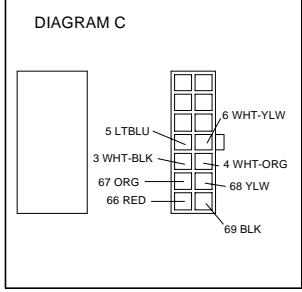 DIAGRAM C
6 WHT-YLW
5 LTBLU
3 WHT-BLK
4 WHT-ORG
67 ORG
68 YLW
66 RED
69 BLK